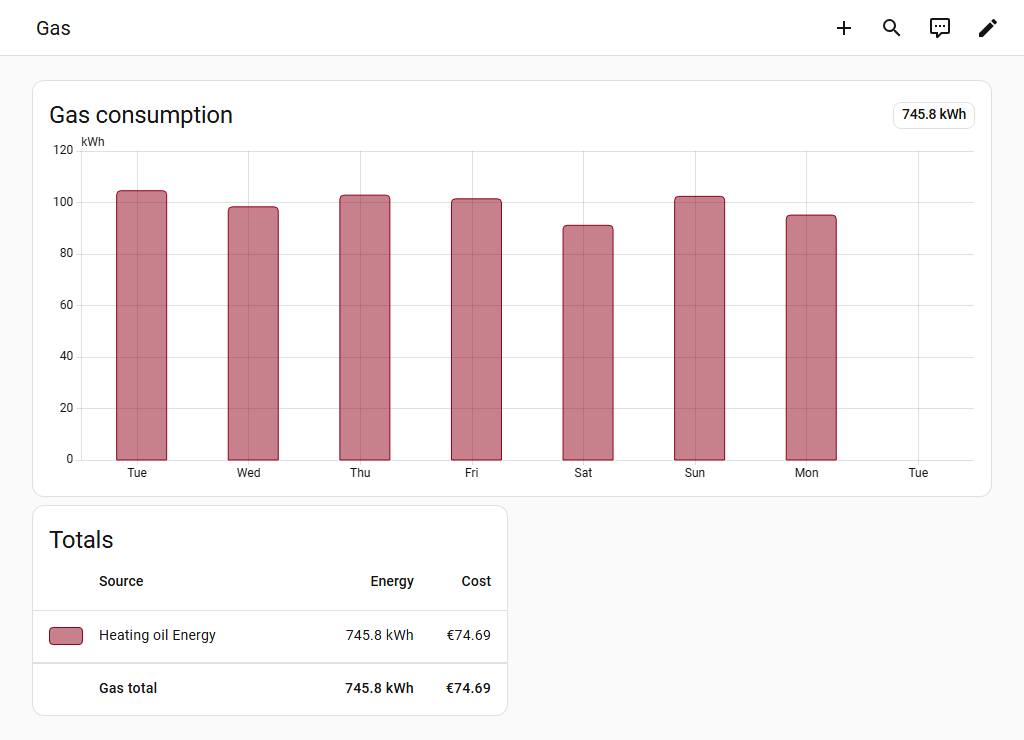 Gas
Gas consumption
745.8 kWh
kWh
120
100
80
60
40
20
0
Tue Wed Thu Fri Sat Sun Mon Tue
Totals
Source Energy Cost
Heating oil Energy 745.8 kWh €74.69
Gas total 745.8 kWh €74.69